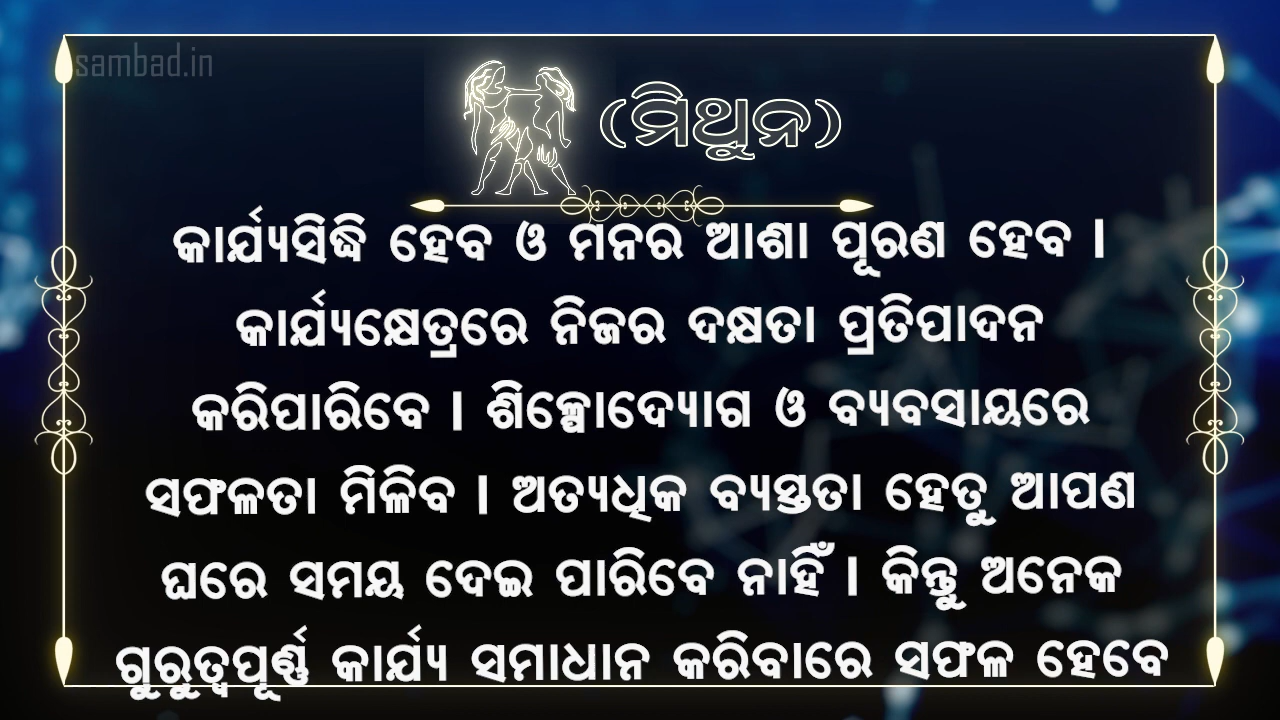 sambad.in
(ମିଥୁନ)
କାର୍ଯ୍ୟସିଦ୍ଧି ହେବ ଓ ମନର ଆଶା ପୂରଣ ହେବ ।
କାର୍ଯ୍ୟକ୍ଷେତ୍ରରେ ନିଜର ଦକ୍ଷତା ପ୍ରତିପାଦନ
କରିପାରିବେ । ଶିଳ୍ପୋଦ୍ୟୋଗ ଓ ବ୍ୟବସାୟରେ
ସଫଳତା ମିଳିବ । ଅତ୍ୟଧିକ ବ୍ୟସ୍ତତା ହେତୁ ଆପଣ
ଘରେ ସମୟ ଦେଇ ପାରିବେ ନାହିଁ । କିନ୍ତୁ ଅନେକ
ଗୁରୁତ୍ୱପୂର୍ଣ୍ଣ କାର୍ଯ୍ୟ ସମାଧାନ କରିବାରେ ସଫଳ ହେବେ